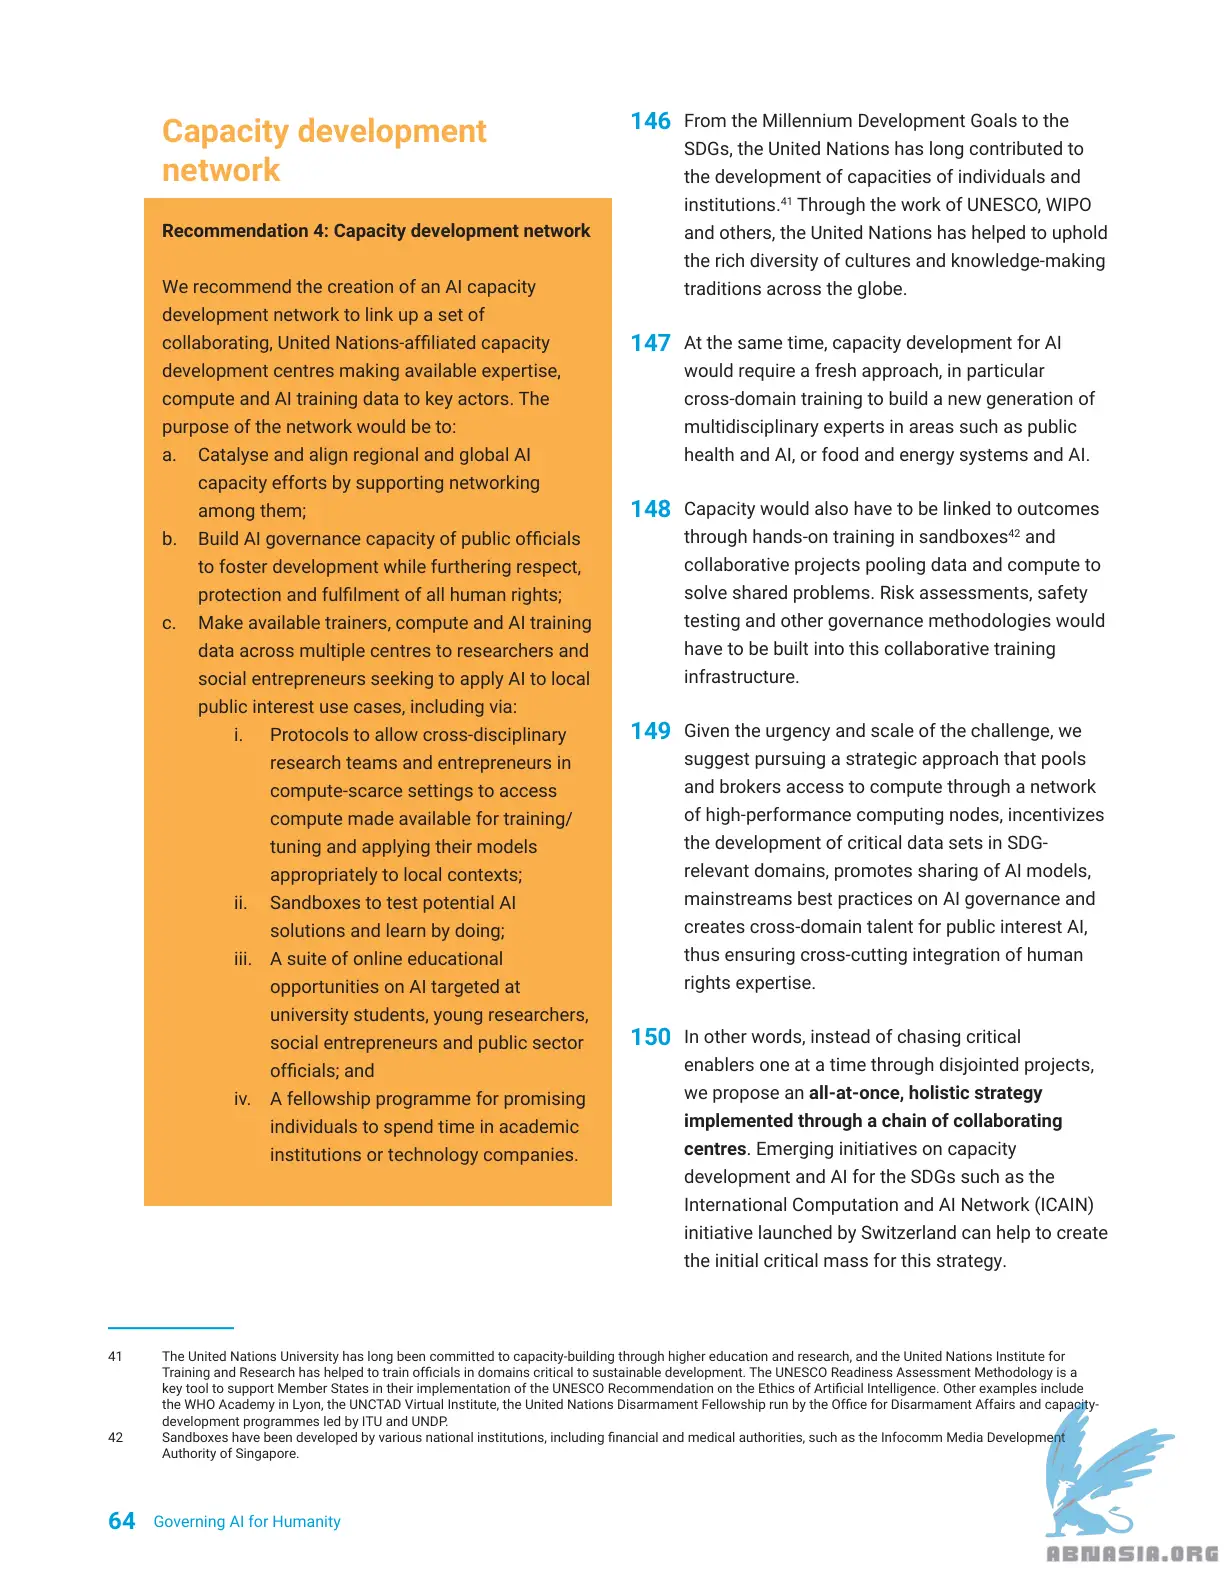 Capacity development
network
Recommendation 4: Capacity development network
We recommend the creation of an AI capacity
development network to link up a set of
collaborating, United Nations-affiliated capacity
development centres making available expertise,
compute and AI training data to key actors. The
purpose of the network would be to:
a. Catalyse and align regional and global AI
capacity efforts by supporting networking
among them;
b. Build AI governance capacity of public officials
to foster development while furthering respect,
protection and fulfilment of all human rights;
c. Make available trainers, compute and AI training
data across multiple centres to researchers and
social entrepreneurs seeking to apply AI to local
public interest use cases, including via:
i. Protocols to allow cross-disciplinary
research teams and entrepreneurs in
compute-scarce settings to access
compute made available for training/
tuning and applying their models
appropriately to local contexts;
ii. Sandboxes to test potential AI
solutions and learn by doing;
iii. A suite of online educational
opportunities on AI targeted at
university students, young researchers,
social entrepreneurs and public sector
officials; and
iv. A fellowship programme for promising
individuals to spend time in academic
institutions or technology companies.
146 From the Millennium Development Goals to the
SDGs, the United Nations has long contributed to
the development of capacities of individuals and
institutions.41 Through the work of UNESCO, WIPO
and others, the United Nations has helped to uphold
the rich diversity of cultures and knowledge-making
traditions across the globe.
147 At the same time, capacity development for AI
would require a fresh approach, in particular
cross-domain training to build a new generation of
multidisciplinary experts in areas such as public
health and AI, or food and energy systems and AI.
148 Capacity would also have to be linked to outcomes
through hands-on training in sandboxes42 and
collaborative projects pooling data and compute to
solve shared problems. Risk assessments, safety
testing and other governance methodologies would
have to be built into this collaborative training
infrastructure.
149 Given the urgency and scale of the challenge, we
suggest pursuing a strategic approach that pools
and brokers access to compute through a network
of high-performance computing nodes, incentivizes
the development of critical data sets in SDG-
relevant domains, promotes sharing of AI models,
mainstreams best practices on AI governance and
creates cross-domain talent for public interest AI,
thus ensuring cross-cutting integration of human
rights expertise.
150 In other words, instead of chasing critical
enablers one at a time through disjointed projects,
we propose an all-at-once, holistic strategy
implemented through a chain of collaborating
centres. Emerging initiatives on capacity
development and AI for the SDGs such as the
International Computation and AI Network (ICAIN)
initiative launched by Switzerland can help to create
the initial critical mass for this strategy.
41 The United Nations University has long been committed to capacity-building through higher education and research, and the United Nations Institute for
Training and Research has helped to train officials in domains critical to sustainable development. The UNESCO Readiness Assessment Methodology is a
key tool to support Member States in their implementation of the UNESCO Recommendation on the Ethics of Artificial Intelligence. Other examples include
the WHO Academy in Lyon, the UNCTAD Virtual Institute, the United Nations Disarmament Fellowship run by the Office for Disarmament Affairs and capacity-
development programmes led by ITU and UNDP.
42 Sandboxes have been developed by various national institutions, including financial and medical authorities, such as the Infocomm Media Development
Authority of Singapore.
64 Governing AI for Humanity
ABNASIA.ORG